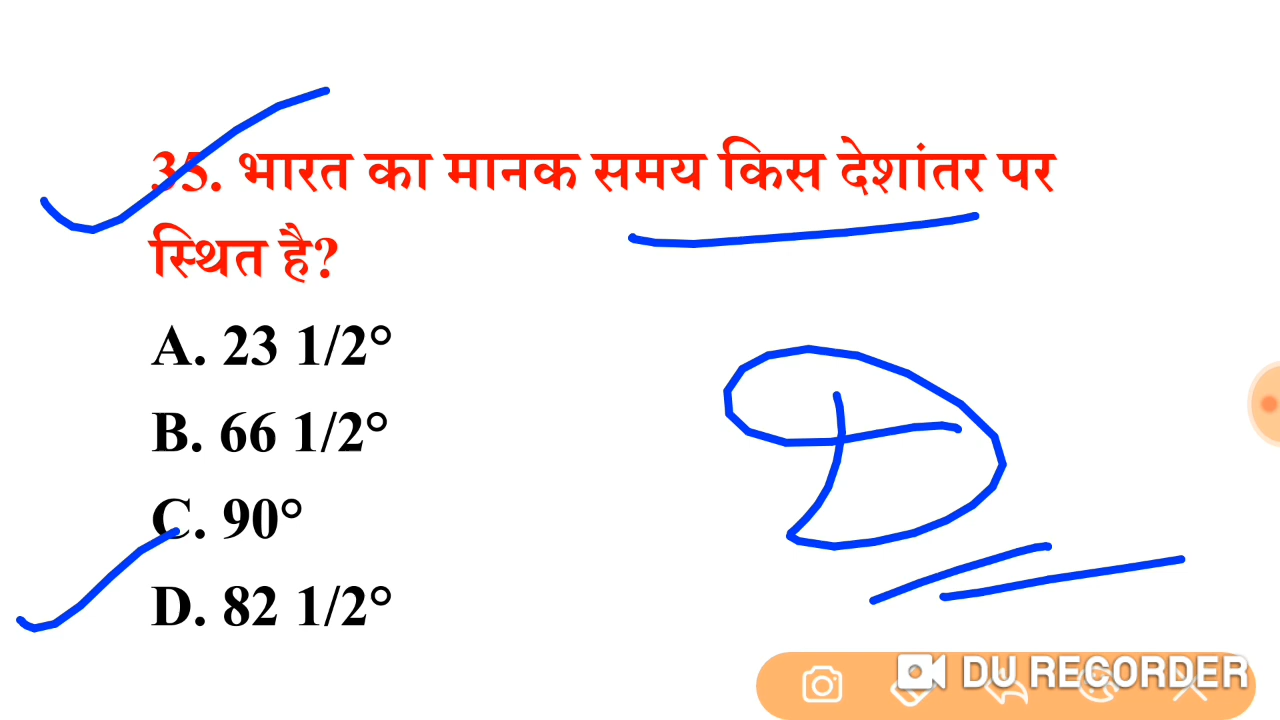 35. भारत का मानक समय किस देशांतर पर
स्थित है?
A. 23 1/2°
B. 66 1/2°
C. 90°
D. 82 1/2°
D
DU RECORDER